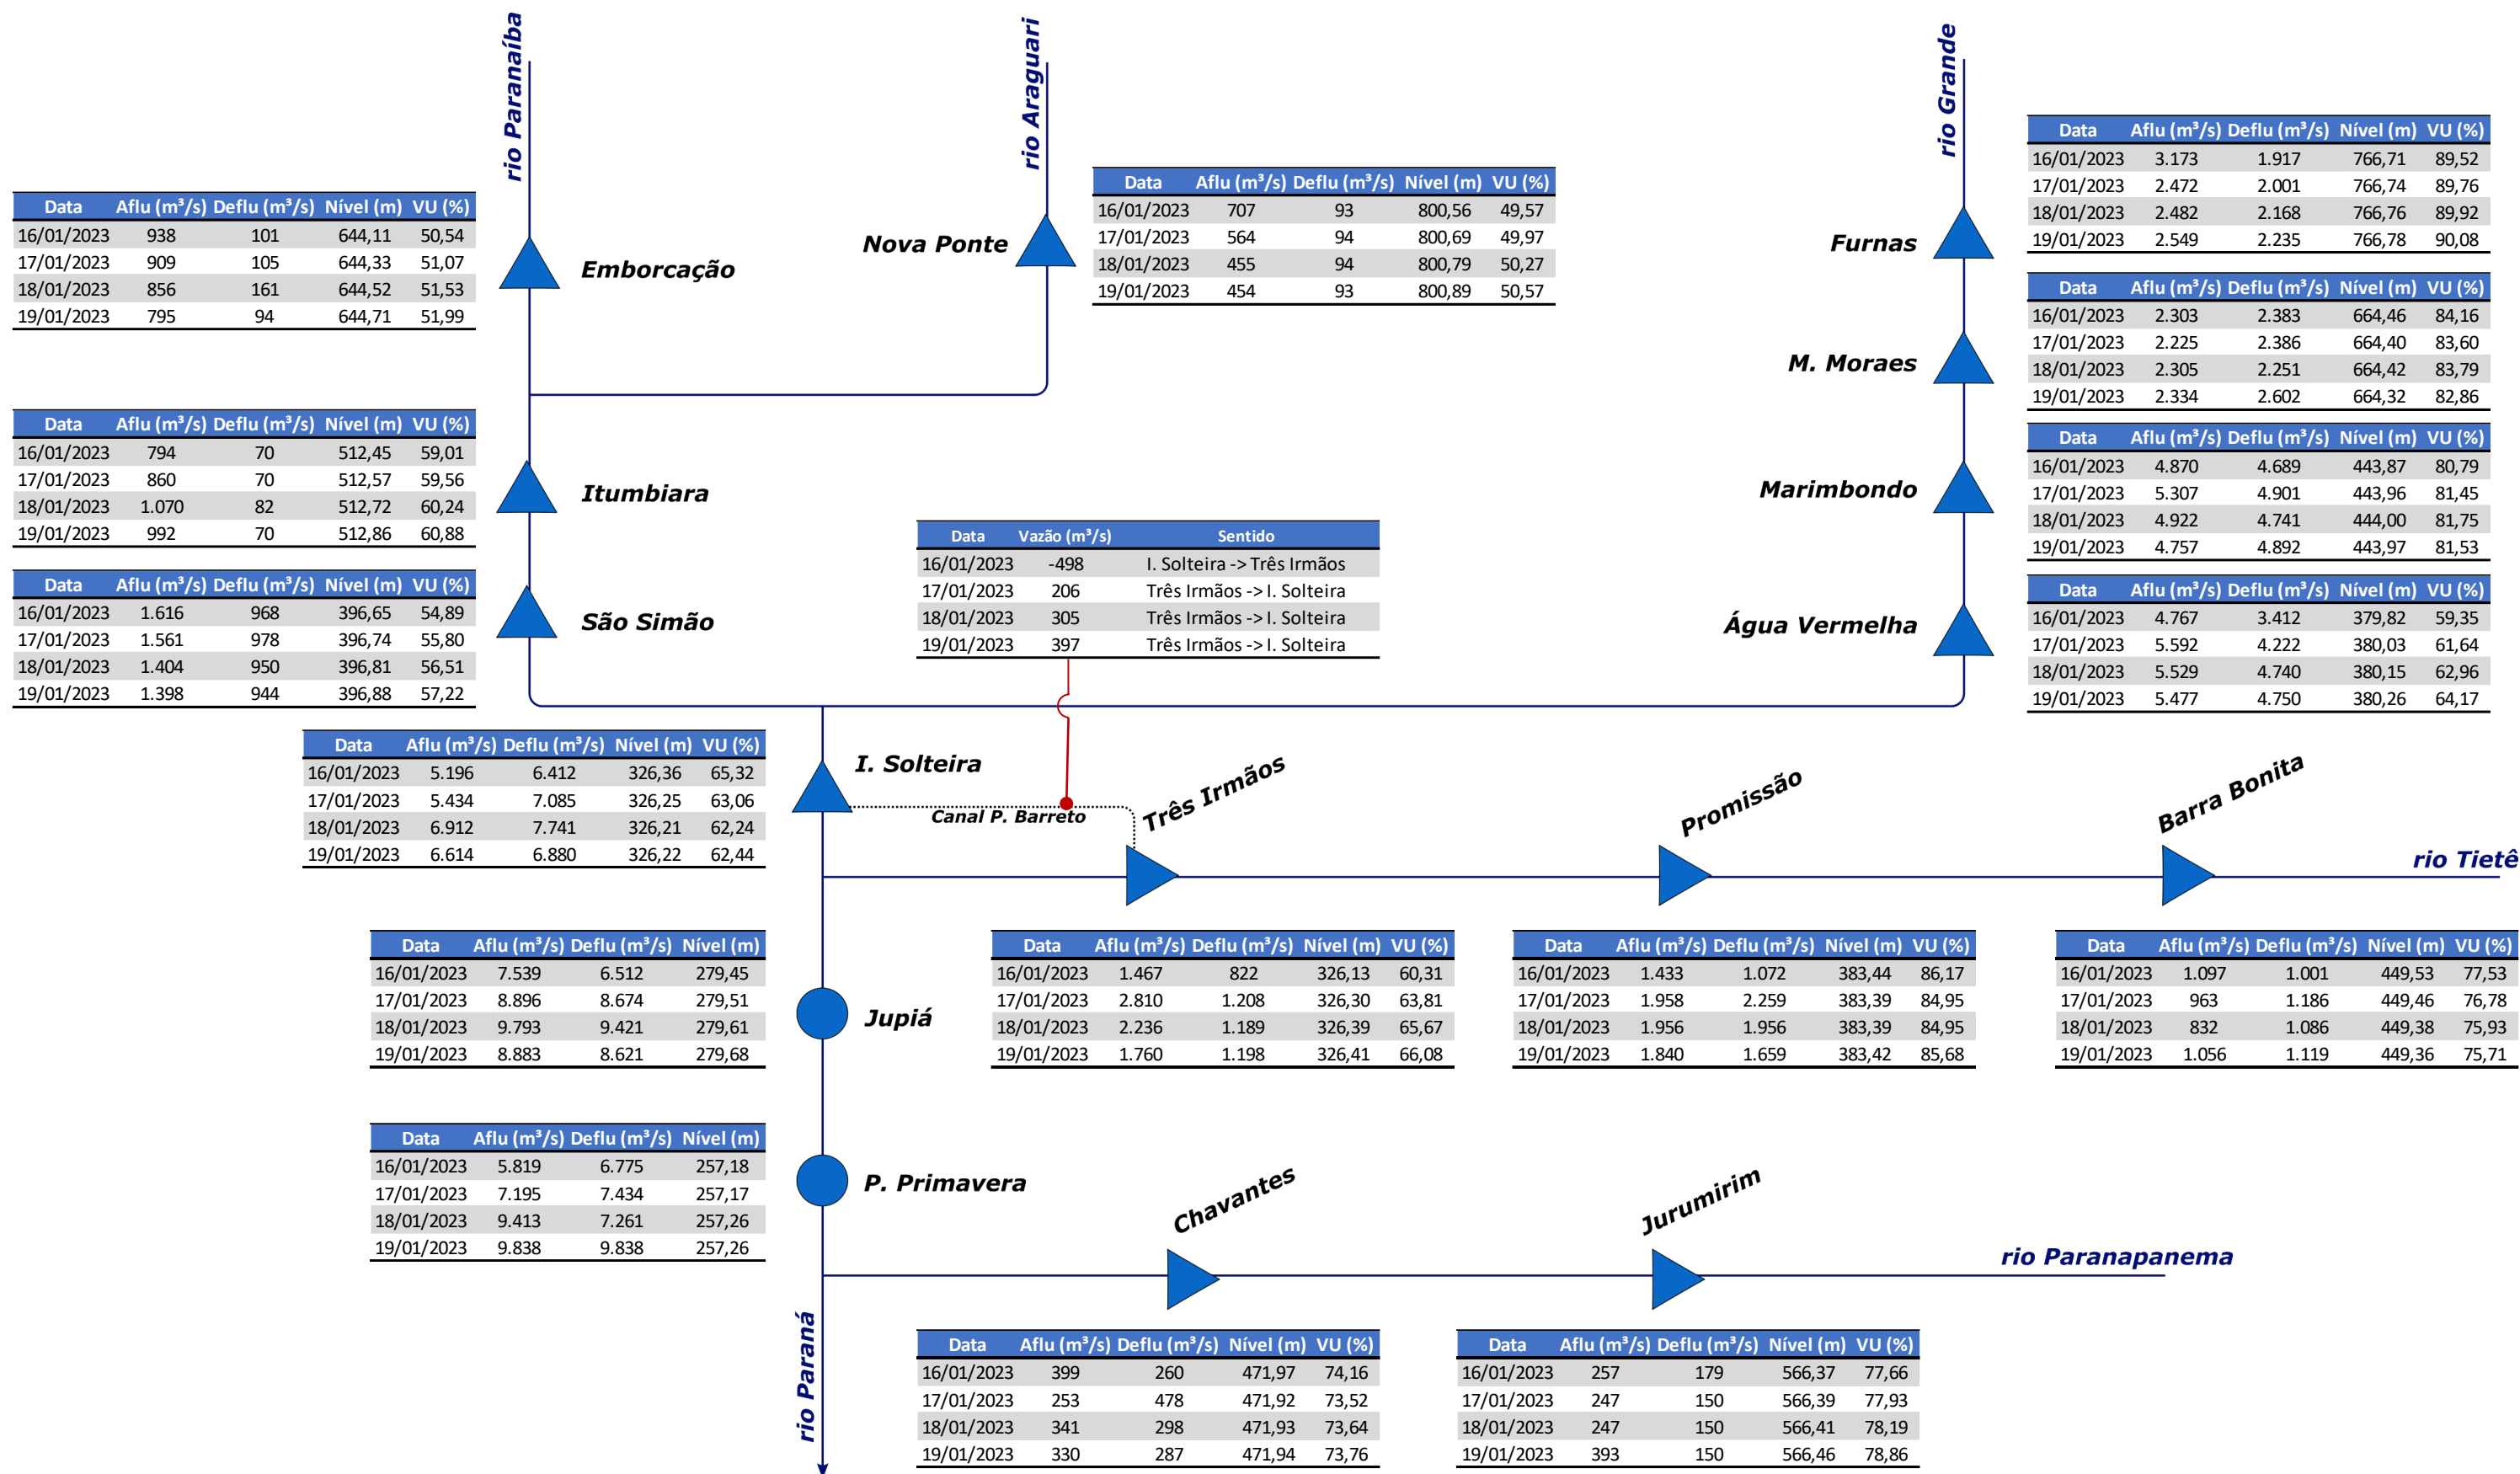 rio Paranaíba
rio Araguari
rio Grande
Data Aflu (m³/s) Deflu (m³/s) Nível (m) VU (%)
16/01/2023 3.173 1.917 766,71 89,52
17/01/2023 2.472 2.001 766,74 89,76
18/01/2023 2.482 2.168 766,76 89,92
19/01/2023 2.549 2.235 766,78 90,08
Furnas
Data Aflu (m³/s) Deflu (m³/s) Nível (m) VU (%)
16/01/2023 707 93 800,56 49,57
17/01/2023 564 94 800,69 49,97
18/01/2023 455 94 800,79 50,27
19/01/2023 454 93 800,89 50,57
Nova Ponte
Data Aflu (m³/s) Deflu (m³/s) Nível (m) VU (%)
16/01/2023 938 101 644,11 50,54
17/01/2023 909 105 644,33 51,07
18/01/2023 856 161 644,52 51,53
19/01/2023 795 94 644,71 51,99
Emborcação
Data Aflu (m³/s) Deflu (m³/s) Nível (m) VU (%)
16/01/2023 2.303 2.383 664,46 84,16
17/01/2023 2.225 2.386 664,40 83,60
18/01/2023 2.305 2.251 664,42 83,79
19/01/2023 2.334 2.602 664,32 82,86
M. Moraes
Data Aflu (m³/s) Deflu (m³/s) Nível (m) VU (%)
16/01/2023 794 70 512,45 59,01
17/01/2023 860 70 512,57 59,56
18/01/2023 1.070 82 512,72 60,24
19/01/2023 992 70 512,86 60,88
Itumbiara
Data Aflu (m³/s) Deflu (m³/s) Nível (m) VU (%)
16/01/2023 4.870 4.689 443,87 80,79
17/01/2023 5.307 4.901 443,96 81,45
18/01/2023 4.922 4.741 444,00 81,75
19/01/2023 4.757 4.892 443,97 81,53
Marimbondo
Data Vazão (m³/s) Sentido
16/01/2023 -498 I. Solteira -> Três Irmãos
17/01/2023 206 Três Irmãos -> I. Solteira
18/01/2023 305 Três Irmãos -> I. Solteira
19/01/2023 397 Três Irmãos -> I. Solteira
Data Aflu (m³/s) Deflu (m³/s) Nível (m) VU (%)
16/01/2023 1.616 968 396,65 54,89
17/01/2023 1.561 978 396,74 55,80
18/01/2023 1.404 950 396,81 56,51
19/01/2023 1.398 944 396,88 57,22
São Simão
Data Aflu (m³/s) Deflu (m³/s) Nível (m) VU (%)
16/01/2023 4.767 3.412 379,82 59,35
17/01/2023 5.592 4.222 380,03 61,64
18/01/2023 5.529 4.740 380,15 62,96
19/01/2023 5.477 4.750 380,26 64,17
Água Vermelha
Data Aflu (m³/s) Deflu (m³/s) Nível (m) VU (%)
16/01/2023 5.196 6.412 326,36 65,32
17/01/2023 5.434 7.085 326,25 63,06
18/01/2023 6.912 7.741 326,21 62,24
19/01/2023 6.614 6.880 326,22 62,44
I. Solteira
Canal P. Barreto
Três Irmãos
Promissão
Barra Bonita
rio Tietê
Data Aflu (m³/s) Deflu (m³/s) Nível (m)
16/01/2023 7.539 6.512 279,45
17/01/2023 8.896 8.674 279,51
18/01/2023 9.793 9.421 279,61
19/01/2023 8.883 8.621 279,68
Jupiá
Data Aflu (m³/s) Deflu (m³/s) Nível (m) VU (%)
16/01/2023 1.467 822 326,13 60,31
17/01/2023 2.810 1.208 326,30 63,81
18/01/2023 2.236 1.189 326,39 65,67
19/01/2023 1.760 1.198 326,41 66,08
Data Aflu (m³/s) Deflu (m³/s) Nível (m) VU (%)
16/01/2023 1.433 1.072 383,44 86,17
17/01/2023 1.958 2.259 383,39 84,95
18/01/2023 1.956 1.956 383,39 84,95
19/01/2023 1.840 1.659 383,42 85,68
Data Aflu (m³/s) Deflu (m³/s) Nível (m) VU (%)
16/01/2023 1.097 1.001 449,53 77,53
17/01/2023 963 1.186 449,46 76,78
18/01/2023 832 1.086 449,38 75,93
19/01/2023 1.056 1.119 449,36 75,71
Data Aflu (m³/s) Deflu (m³/s) Nível (m)
16/01/2023 5.819 6.775 257,18
17/01/2023 7.195 7.434 257,17
18/01/2023 9.413 7.261 257,26
19/01/2023 9.838 9.838 257,26
P. Primavera
Chavantes
Jurumirim
rio Paranapanema
rio Paraná
Data Aflu (m³/s) Deflu (m³/s) Nível (m) VU (%)
16/01/2023 399 260 471,97 74,16
17/01/2023 253 478 471,92 73,52
18/01/2023 341 298 471,93 73,64
19/01/2023 330 287 471,94 73,76
Data Aflu (m³/s) Deflu (m³/s) Nível (m) VU (%)
16/01/2023 257 179 566,37 77,66
17/01/2023 247 150 566,39 77,93
18/01/2023 247 150 566,41 78,19
19/01/2023 393 150 566,46 78,86